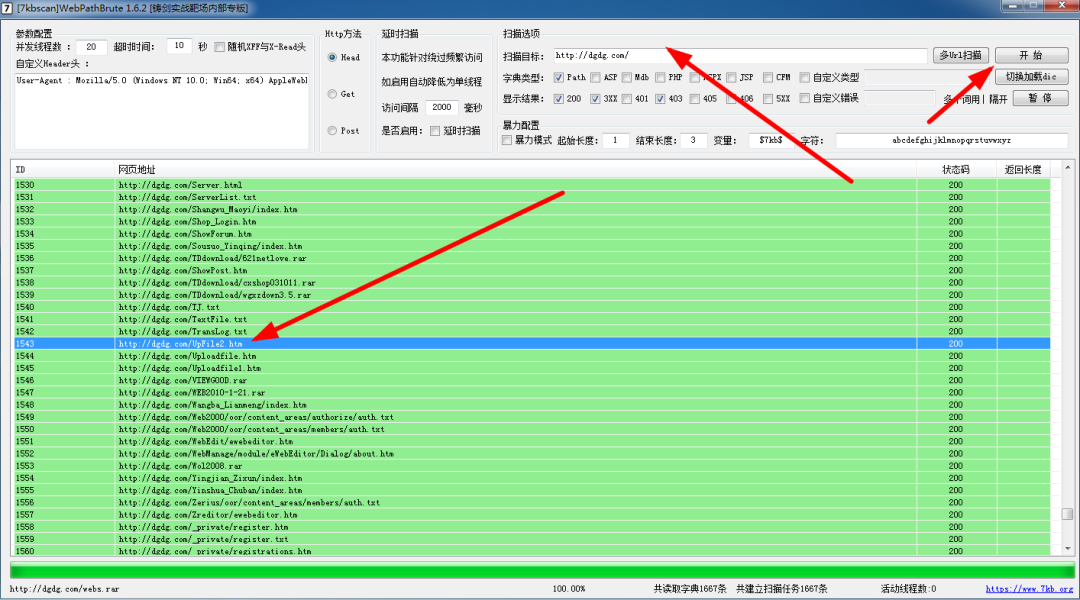 [7kbscan]WebPathBrute 1.6.2 [铸剑实战靶场内部专版]
参数配置
并发线程数： 20 超时时间： 10 秒 随机XFF与X-Read头
自定义Header头：
User-Agent : Mozilla/5.0 (Windows NT 10.0; Win64; x64) AppleWeb
Http方法
Head
Get
Post
延时扫描
本功能针对绕过频繁访问
如启用自动降低为单线程
访问间隔 2000 毫秒
是否启用： 延时扫描
扫描选项
扫描目标： http://dgdg.com/ 多Url扫描 开 始
字典类型： Path ASP Mdb PHP JSP CFM 自定义类型 切换加载dic
显示结果： 200 3XX 401 403 405 406 5XX 自定义错误 用| 隔开 暂 停
暴力配置
暴力模式 起始长度： 1 结束长度： 3 变量： $7kb$ 字符： abcdefghijklmnopqrstuvwxyz
ID 网页地址 状态码 返回长度
1530 http://dgdg.com/Server.html 200
1531 http://dgdg.com/ServerList.txt 200
1532 http://dgdg.com/Shangwu_Maoyi/index.htm 200
1533 http://dgdg.com/Shop_Login.htm 200
1534 http://dgdg.com/ShowForum.htm 200
1535 http://dgdg.com/Sousuo_Yinqing/index.htm 200
1536 http://dgdg.com/TDdownload/621netlove.rar 200
1537 http://dgdg.com/ShowPost.htm 200
1538 http://dgdg.com/TDdownload/cxshop031011.rar 200
1539 http://dgdg.com/TDdownload/wgxzdown3.5.rar 200
1540 http://dgdg.com/TJ.txt 200
1541 http://dgdg.com/TextFile.txt 200
1542 http://dgdg.com/TransLog.txt 200
1543 http://dgdg.com/UpFile2.htm 200
1544 http://dgdg.com/Uploadfile.htm 200
1545 http://dgdg.com/Uploadfile1.htm 200
1546 http://dgdg.com/VIEWGOOD.rar 200
1547 http://dgdg.com/WEB2010-1-21.rar 200
1548 http://dgdg.com/Wangba_Lianmeng/index.htm 200
1549 http://dgdg.com/Web2000/oor/content_areas/authorize/auth.txt 200
1550 http://dgdg.com/Web2000/oor/content_areas/members/auth.txt 200
1551 http://dgdg.com/WebEdit/ewebeditor.htm 200
1552 http://dgdg.com/WebManage/module/eWebEditor/Dialog/about.htm 200
1553 http://dgdg.com/Wol2008.rar 200
1554 http://dgdg.com/Yingjian_Zixun/index.htm 200
1555 http://dgdg.com/Yinshua_Chuban/index.htm 200
1556 http://dgdg.com/Zerius/oor/content_areas/members/auth.txt 200
1557 http://dgdg.com/Zreditor/ewebeditor.htm 200
1558 http://dgdg.com/_private/register.htm 200
1559 http://dgdg.com/_private/register.txt 200
1560 http://dgdg.com/_private/registrations.htm 200
http://dgdg.com/webs.rar 100.00% 共读取字典1667条 共建立扫描任务1667条 活动线程数:0 https://www.7kb.org